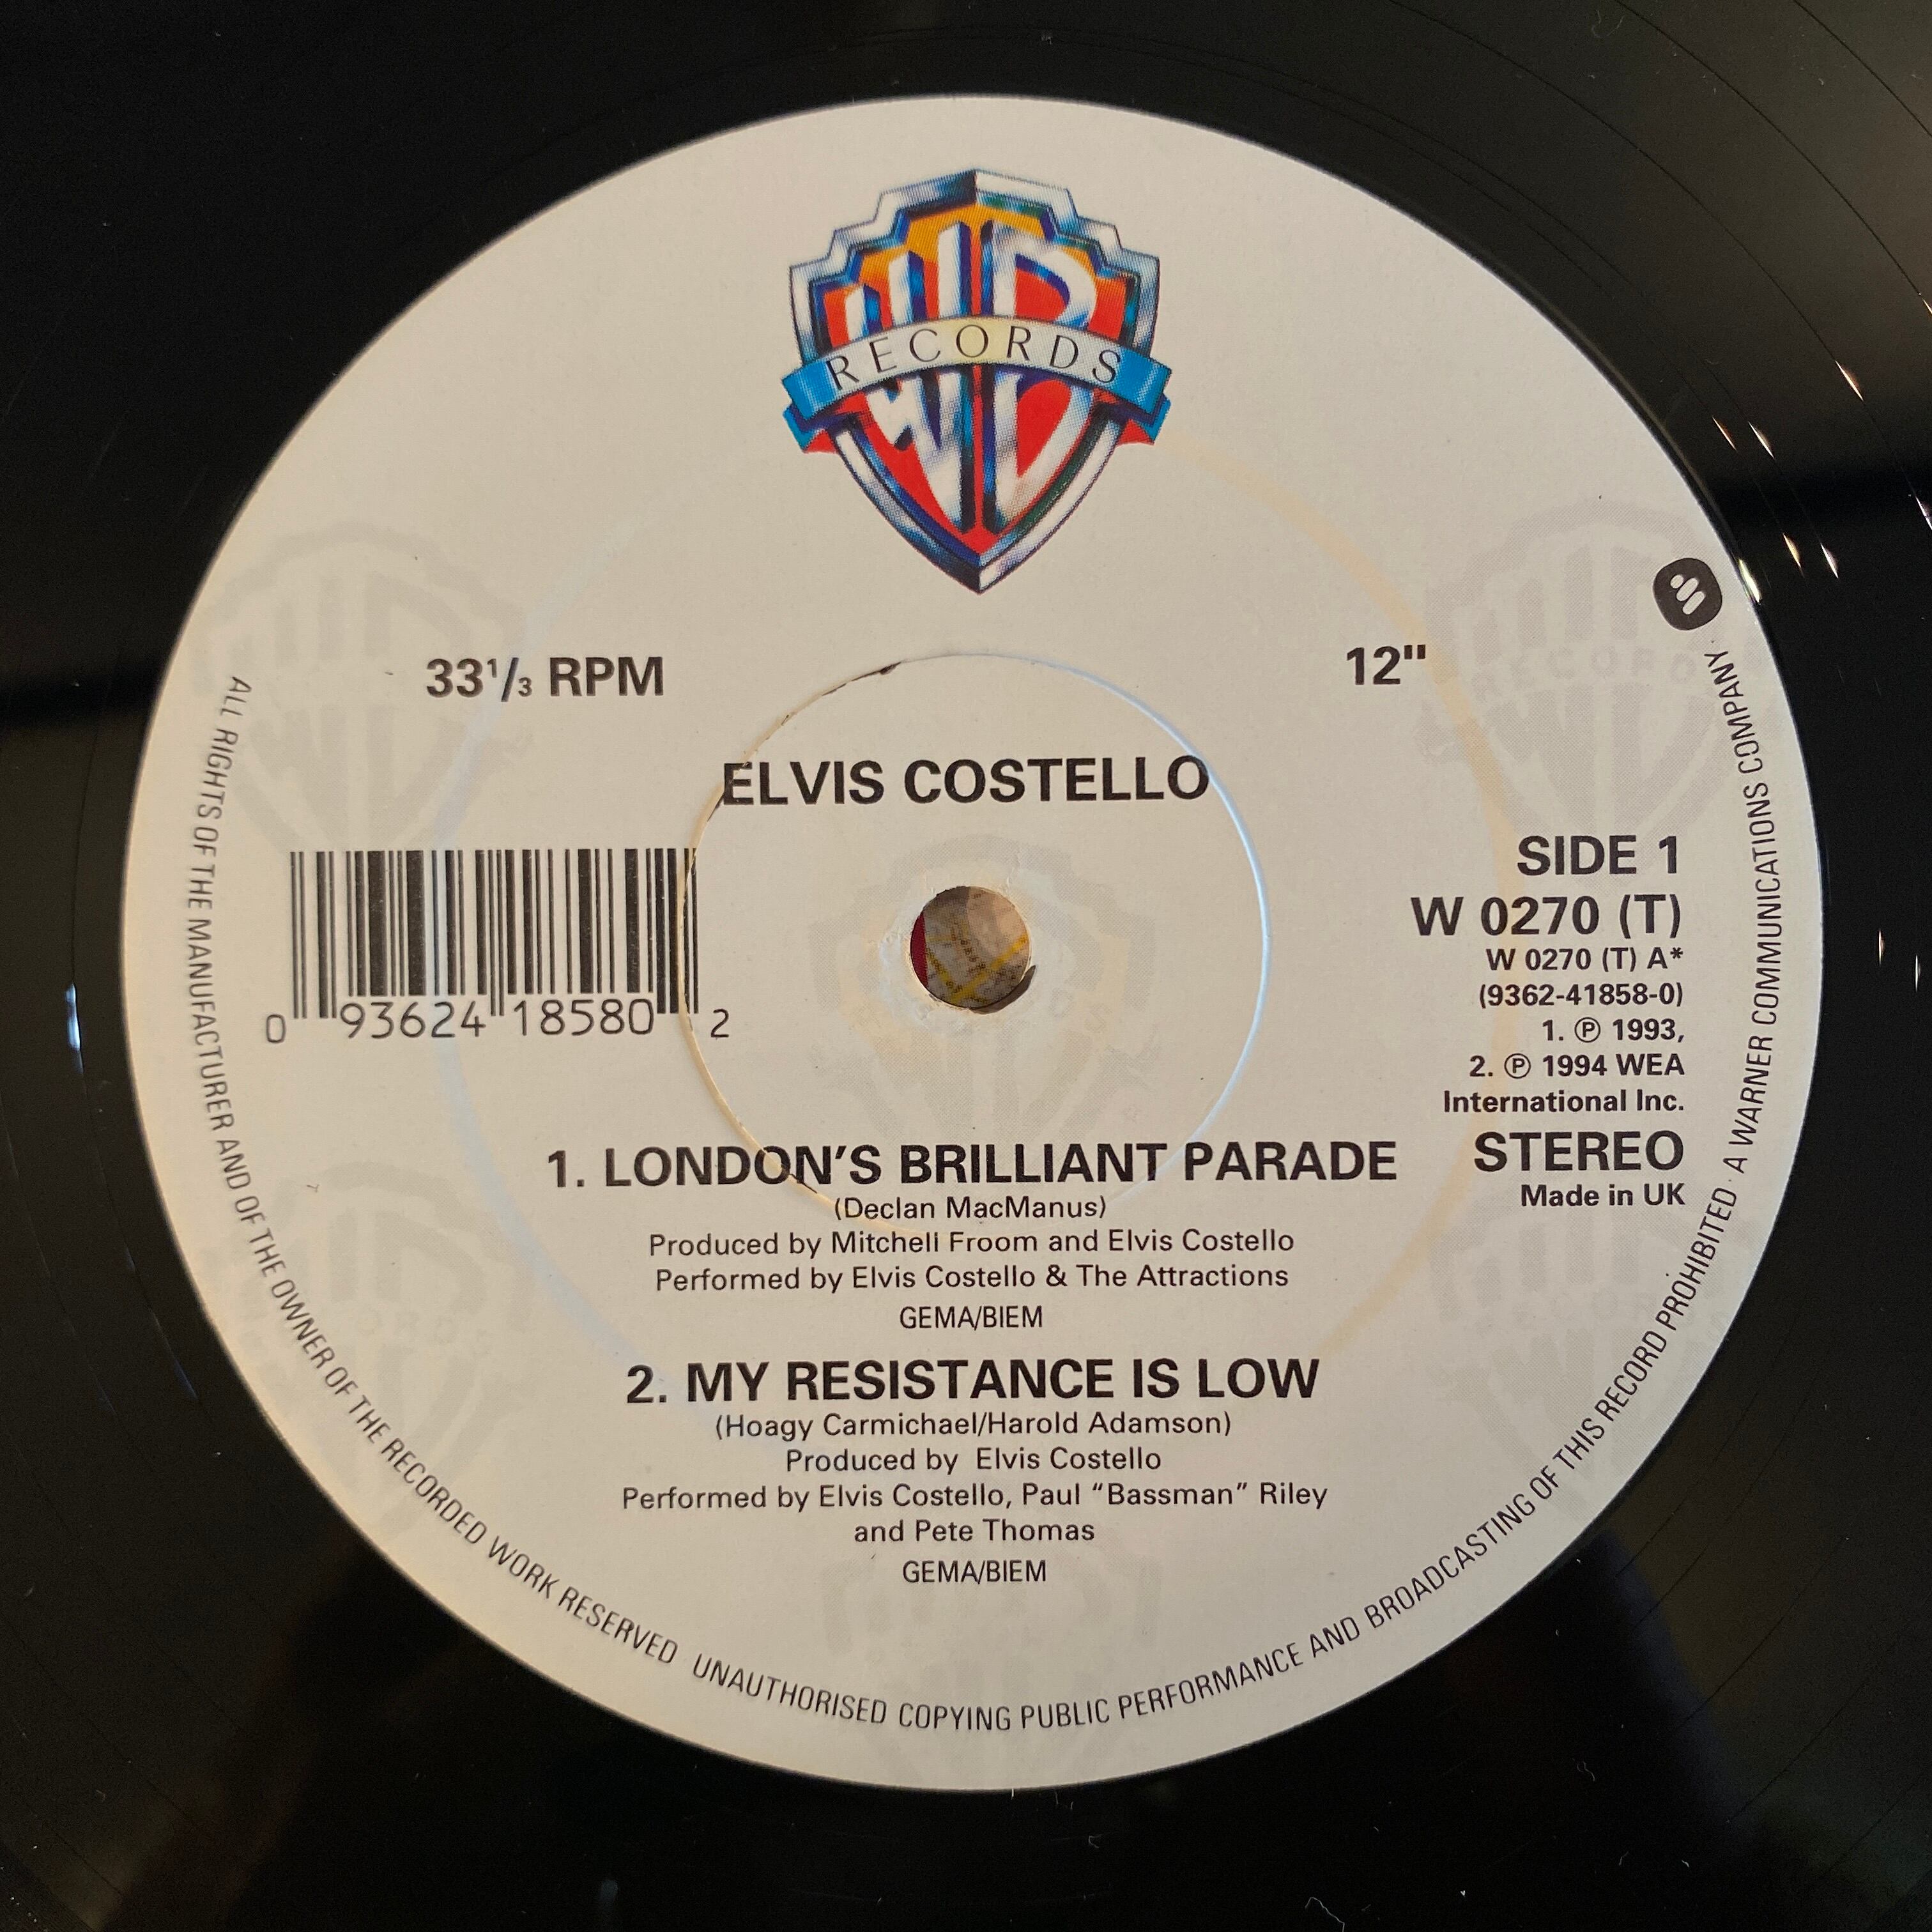 WB
RECORDS
33¹/₃ RPM
12"
ELVIS COSTELLO
0 93624 18580 2
SIDE 1
W 0270 (T)
W 0270 (T) A*
(9362-41858-0)
1. ℗ 1993,
2. ℗ 1994 WEA
International Inc.
STEREO
Made in UK
1. LONDON'S BRILLIANT PARADE
(Declan MacManus)
Produced by Mitchell Froom and Elvis Costello
Performed by Elvis Costello & The Attractions
GEMA/BIEM
2. MY RESISTANCE IS LOW
(Hoagy Carmichael/Harold Adamson)
Produced by Elvis Costello
Performed by Elvis Costello, Paul “Bassman” Riley
and Pete Thomas
GEMA/BIEM
ALL RIGHTS OF THE MANUFACTURER AND OF THE OWNER OF THE RECORDED WORK RESERVED UNAUTHORISED COPYING PUBLIC PERFORMANCE AND BROADCASTING OF THIS RECORD PROHIBITED · A WARNER COMMUNICATIONS COMPANY ·